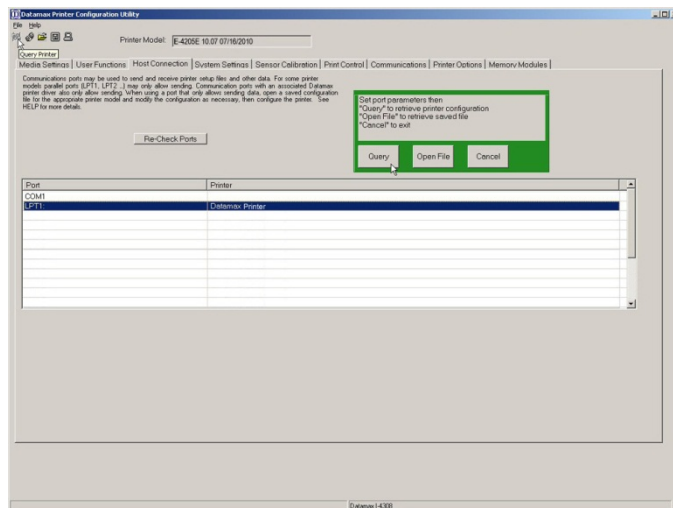 Datamax Printer Configuration Utility
File Help
Printer Model: E-4205E 10.07 07/16/2010
Query Printer
Media Settings User Functions Host Connection System Settings Sensor Calibration Print Control Communications Printer Options Memory Modules
Communications ports may be used to send and receive printer setup files and other data. For some printer
models parallel ports (LPT1, LPT2 ...) may only allow sending. Communication ports with an associated Datamax
printer driver also only allow sending. When using a port that only allows sending data, open a saved configuration
file for the appropriate printer model and modify the configuration as necessary, then configure the printer. See
HELP for more details.
Set port parameters then
"Query" to retrieve printer configuration
"Open File" to retrieve saved file
"Cancel" to exit
Re-Check Ports
Query Open File Cancel
Port Printer
COM1
LPT1: Datamax Printer
Datamax I-4308